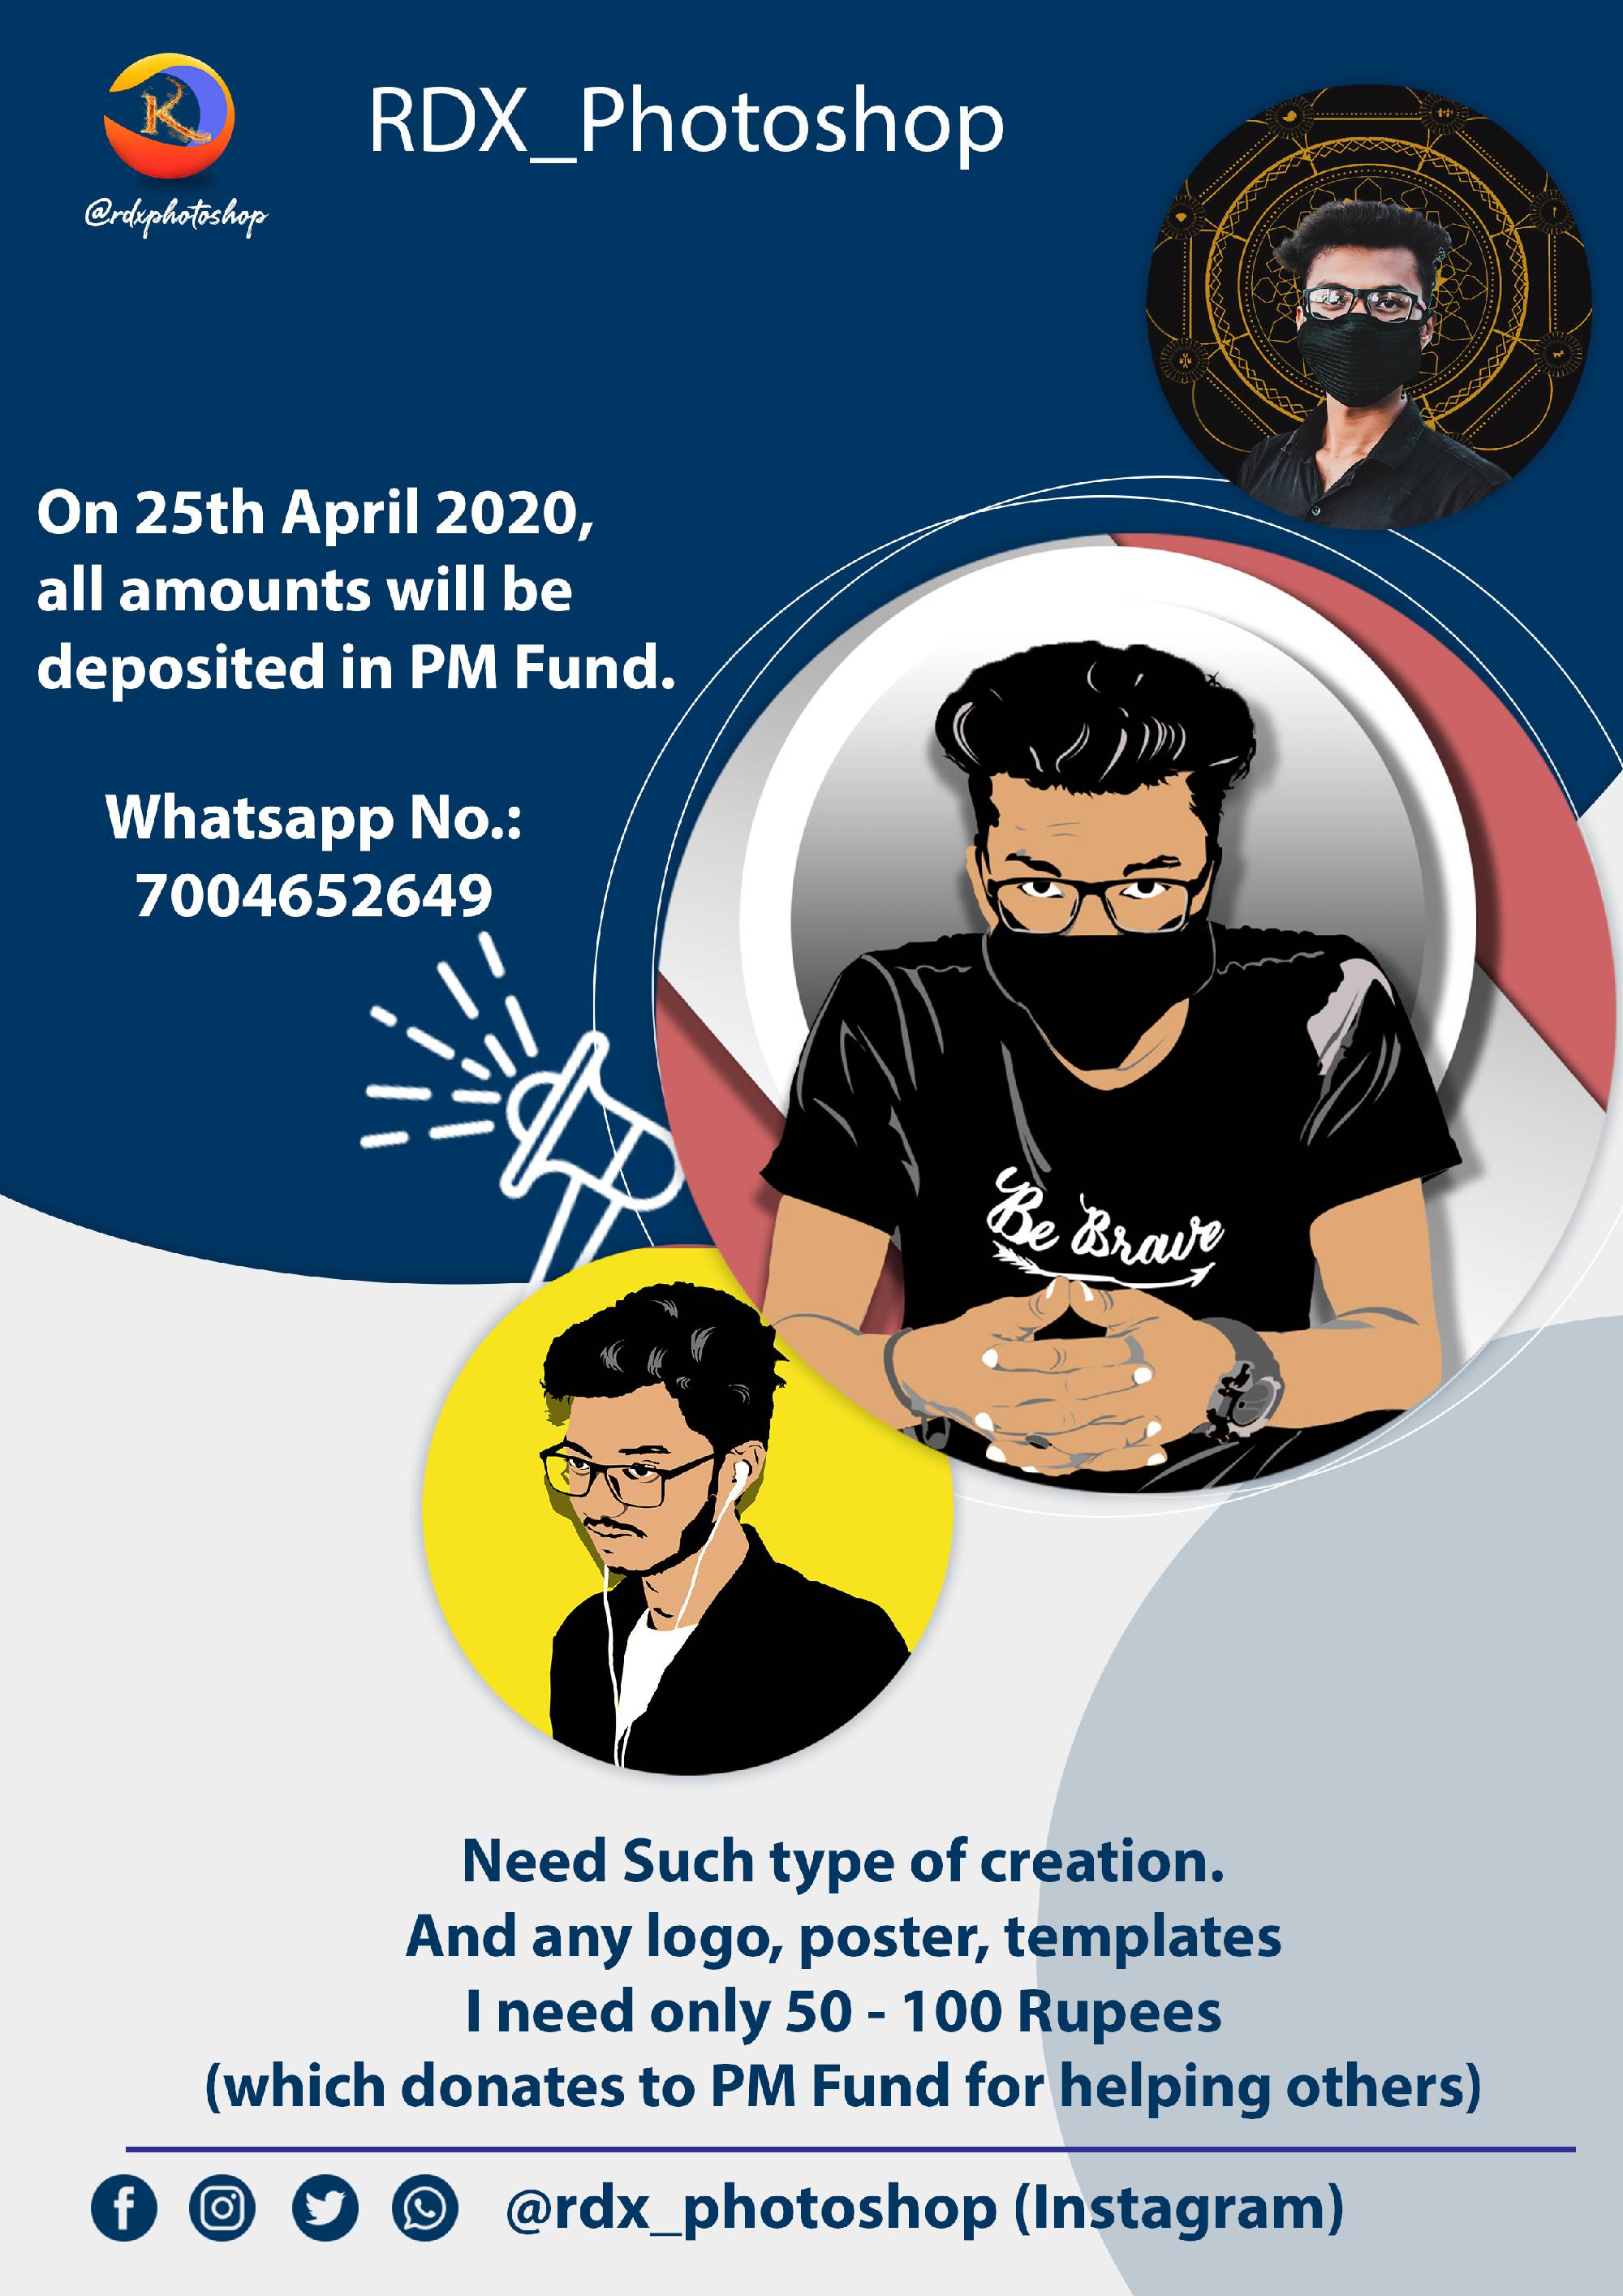 RDX_Photoshop
K
@rdxphotoshop
On 25th April 2020,
all amounts will be
deposited in PM Fund.
Whatsapp No.:
7004652649
Be Brave
Need Such type of creation.
And any logo, poster, templates
I need only 50 - 100 Rupees
(which donates to PM Fund for helping others)
@rdx_photoshop (Instagram)